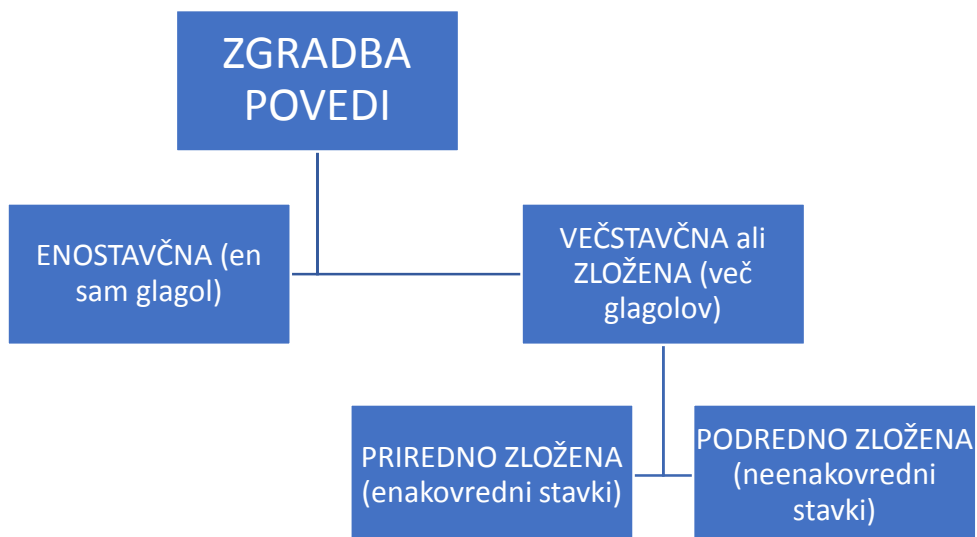 ZGRADBA
POVEDI
ENOSTAVČNA (en
sam glagol)
VEČSTAVČNA ali
ZLOŽENA (več
glagolov)
PRIREDNO ZLOŽENA
(enakovredni stavki)
PODREDNO ZLOŽENA
(neenakovredni
stavki)